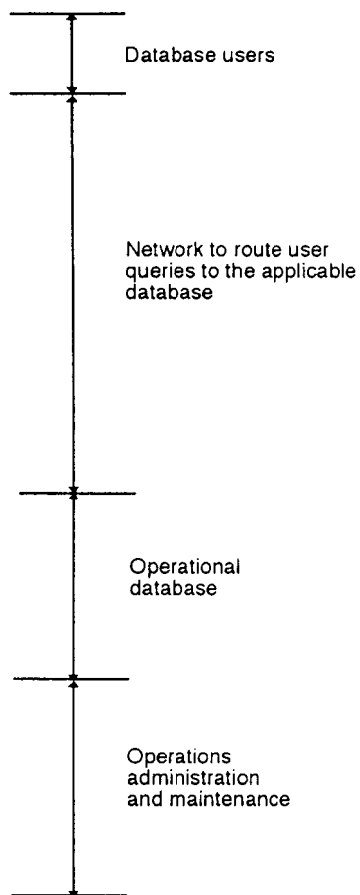 Database users
Network to route user
queries to the applicable
database
Operational
database
Operations
administration
and maintenance